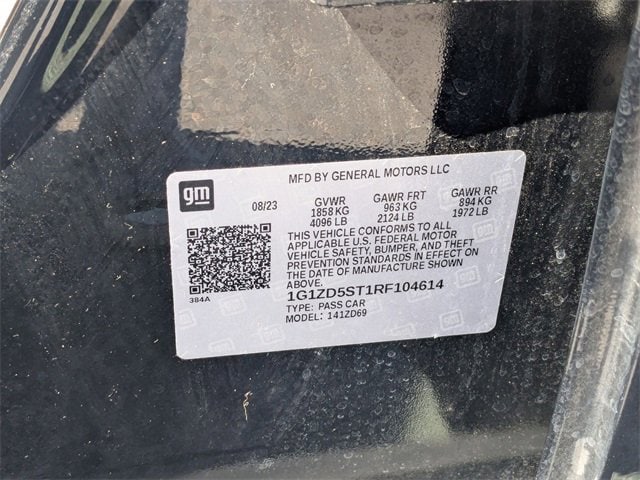 MFD BY GENERAL MOTORS LLC
gm
08/23 GVWR GAWR FRT GAWR RR
1858 KG 963 KG 894 KG
4096 LB 2124 LB 1972 LB
THIS VEHICLE CONFORMS TO ALL
APPLICABLE U.S. FEDERAL MOTOR
VEHICLE SAFETY, BUMPER, AND THEFT
PREVENTION STANDARDS IN EFFECT ON
THE DATE OF MANUFACTURE SHOWN
ABOVE.
384A
1G1ZD5ST1RF104614
TYPE: PASS CAR
MODEL: 141ZD69